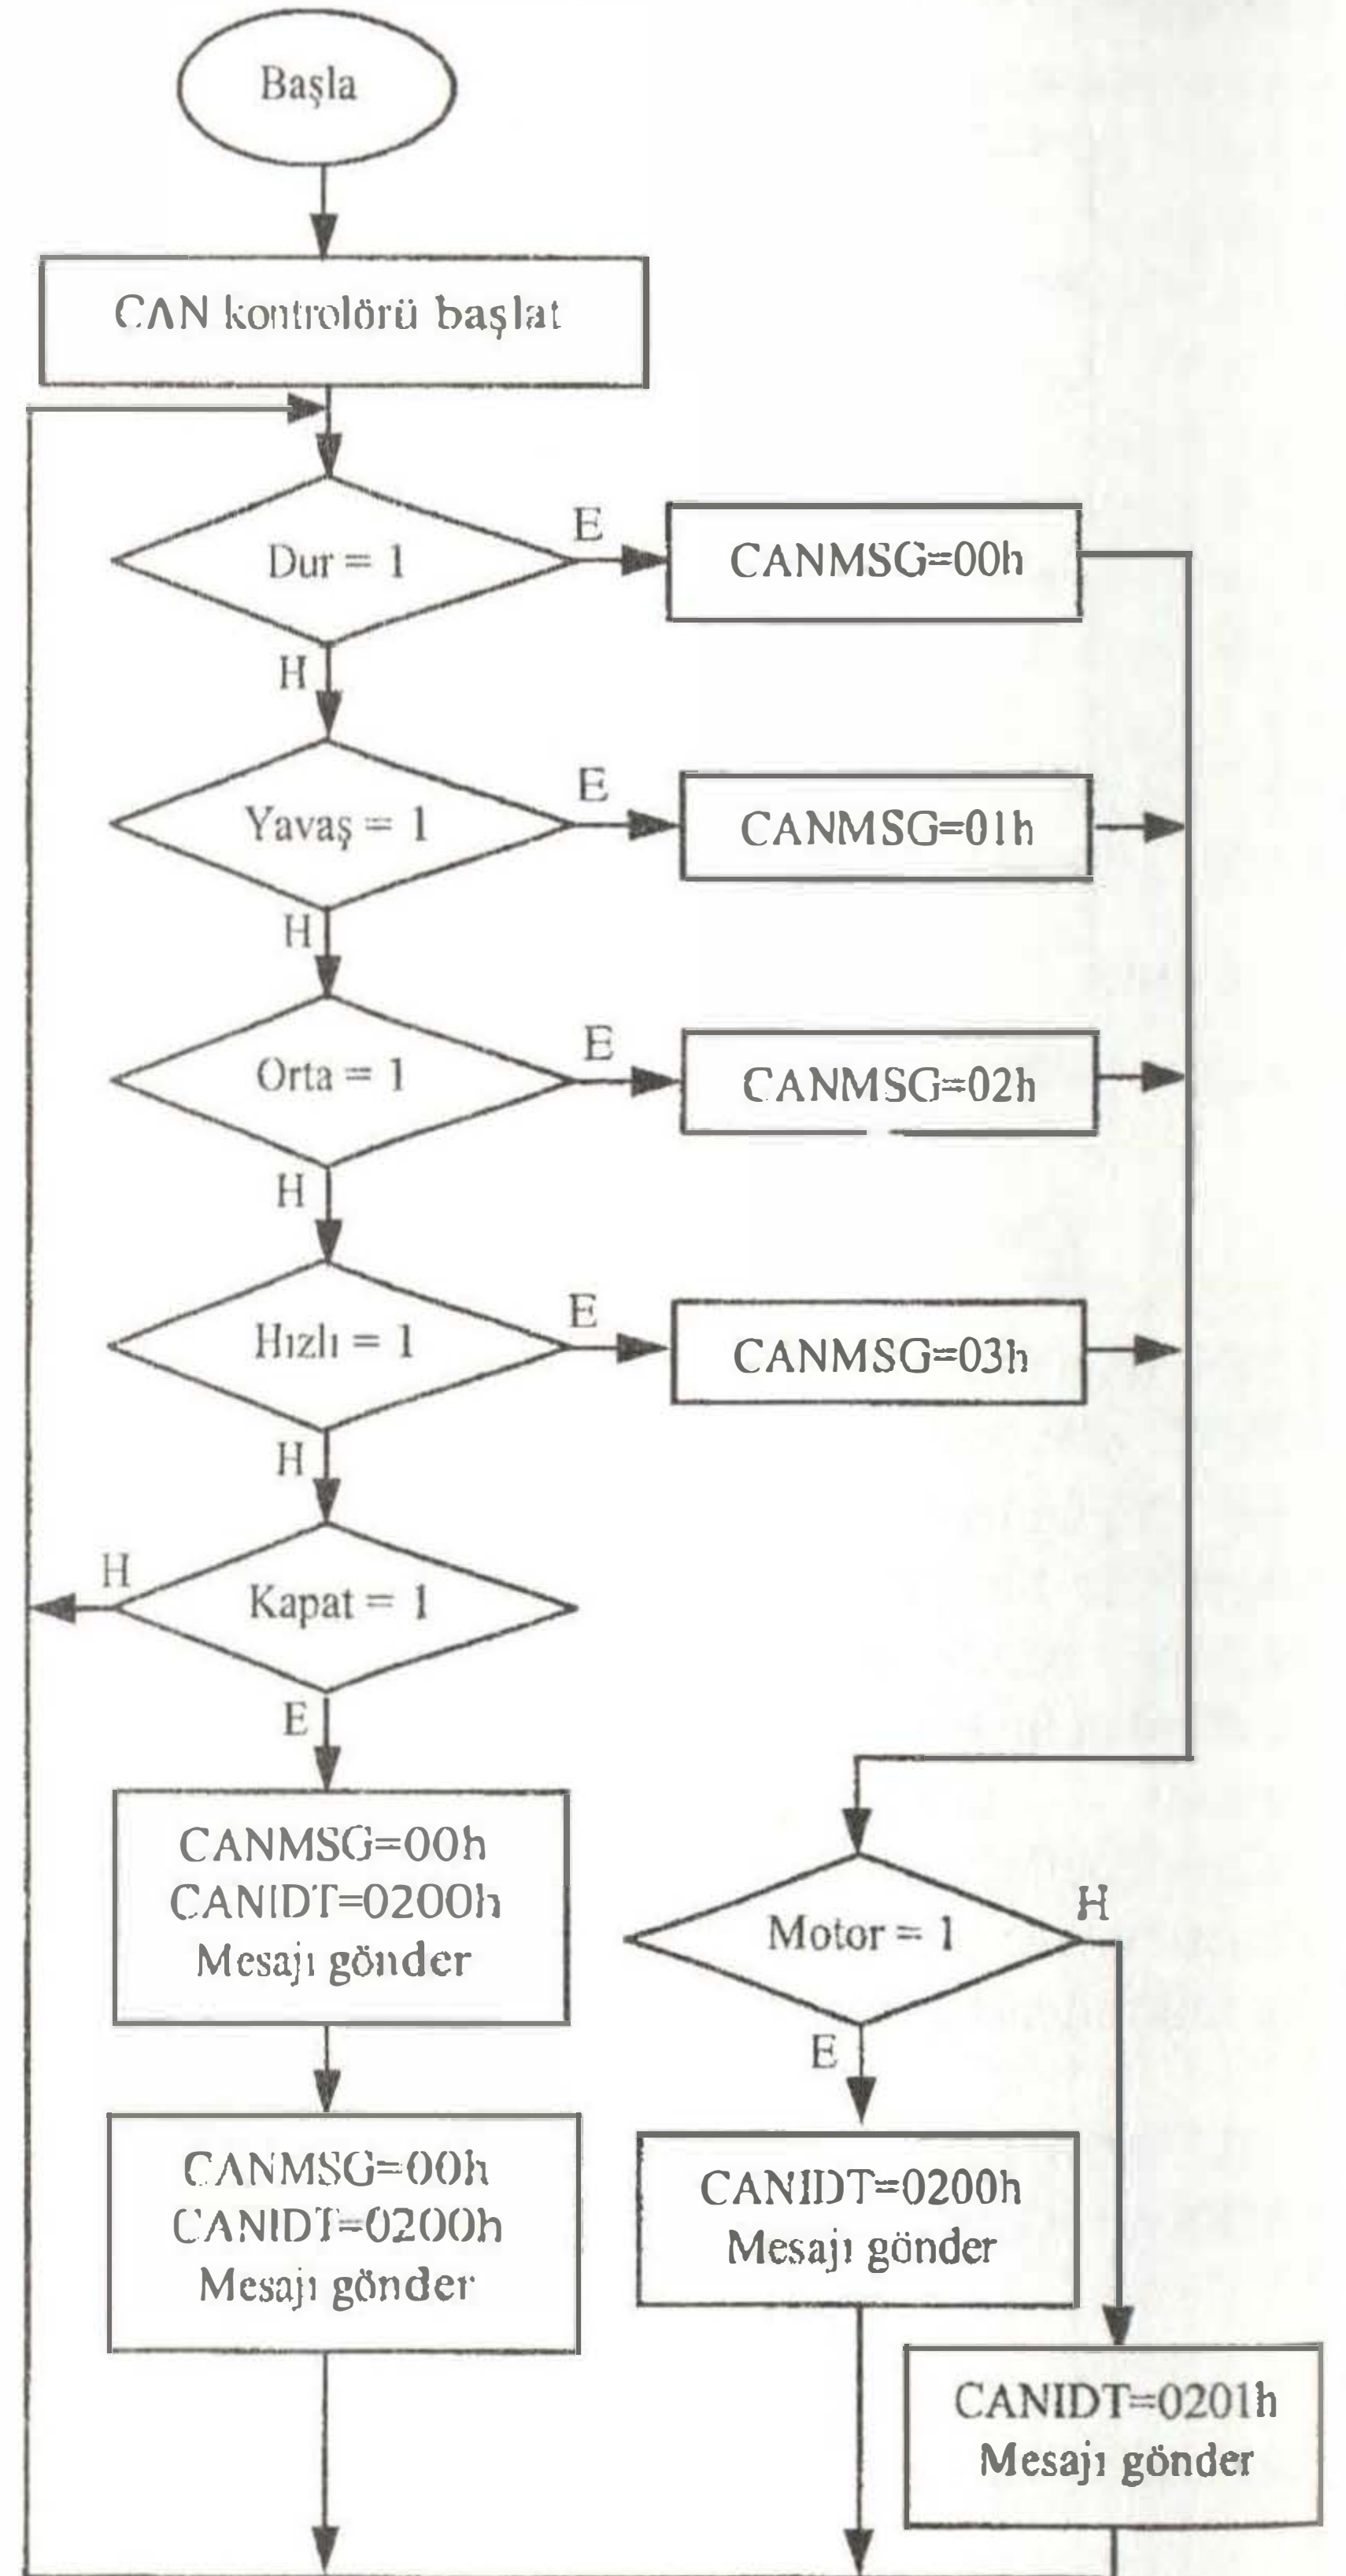 Başla
CAN kontrolörü başlat
Dur = 1
E
CANMSG=00h
H
Yavaş = 1
E
CANMSG=01h
H
Orta = 1
E
CANMSG=02h
H
Hızlı = 1
E
CANMSG=03h
H
Kapat = 1
H
E
CANMSG=00h
CANIDT=0200h
Mesajı gönder
Motor = 1
H
E
CANMSG=00h
CANIDT=0200h
Mesajı gönder
CANIDT=0200h
Mesajı gönder
CANIDT=0201h
Mesajı gönder